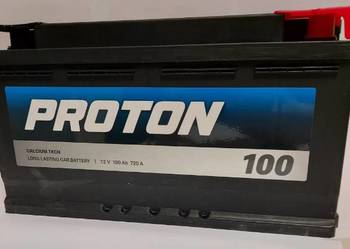 PROTON
CALCIUM TECH
LONG LASTING CAR BATTERY | 12 V 100 Ah 720 A
100